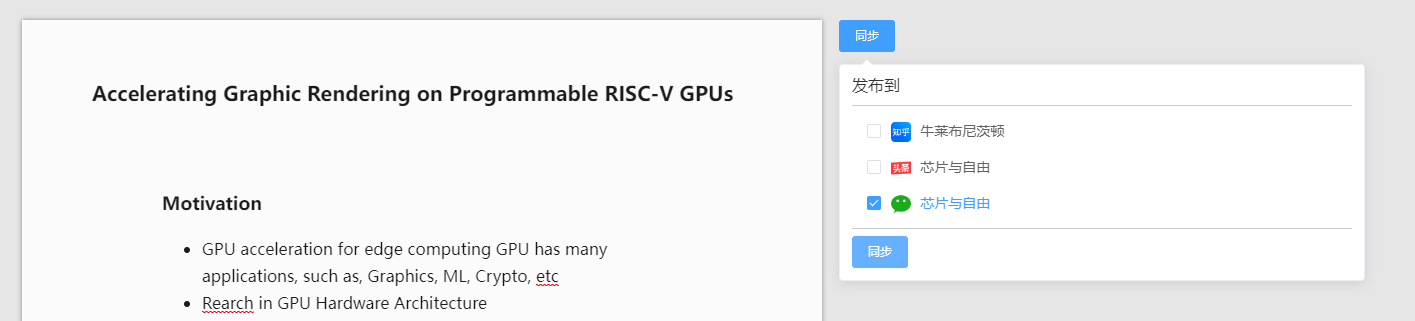 Accelerating Graphic Rendering on Programmable RISC-V GPUs
Motivation
• GPU acceleration for edge computing GPU has many
applications, such as, Graphics, ML, Crypto, etc
• Rearch in GPU Hardware Architecture
同步
发布到
知乎 牛莱布尼茨顿
头条 芯片与自由
芯片与自由
同步